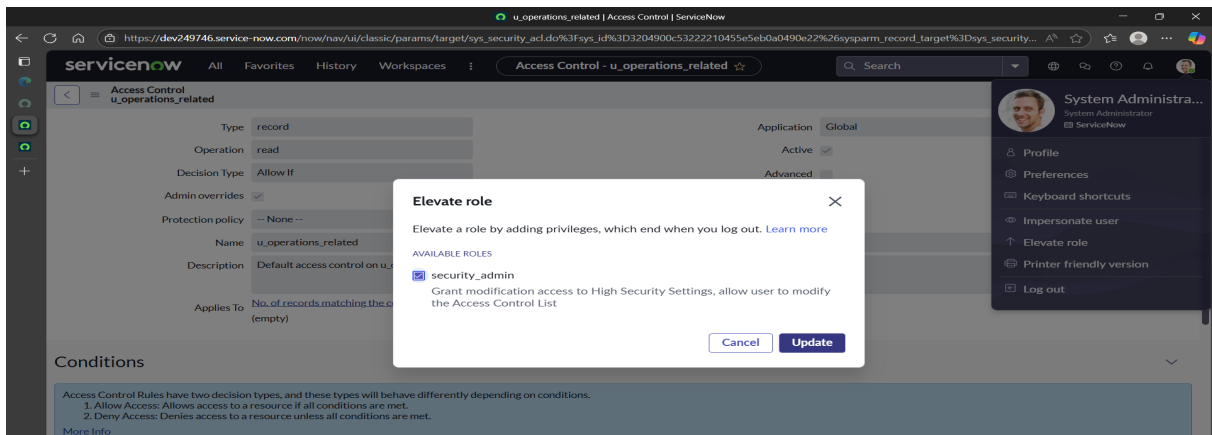 u_operations_related | Access Control | ServiceNow
https://dev249746.service-now.com/now/nav/ui/classic/params/target/sys_security_acl.do%3Fsys_id%3D3204900c53222210455e5eb0a0490e22%26sysparm_record_target%3Dsys_security...
servicenow All Favorites History Workspaces Access Control - u_operations_related Search
Access Control
u_operations_related
System Administra...
System Administrator
ServiceNow
Type record
Application Global
Operation read
Active
Decision Type Allow If
Advanced
Admin overrides
Protection policy -- None --
Name u_operations_related
Description Default access control on u_
Applies To No. of records matching the c
(empty)
Profile
Preferences
Keyboard shortcuts
Impersonate user
Elevate role
Printer friendly version
Log out
Elevate role
Elevate a role by adding privileges, which end when you log out. Learn more
AVAILABLE ROLES
security_admin
Grant modification access to High Security Settings, allow user to modify
the Access Control List
Cancel Update
Conditions
Access Control Rules have two decision types, and these types will behave differently depending on conditions.
1. Allow Access: Allows access to a resource if all conditions are met.
2. Deny Access: Denies access to a resource unless all conditions are met.
More Info